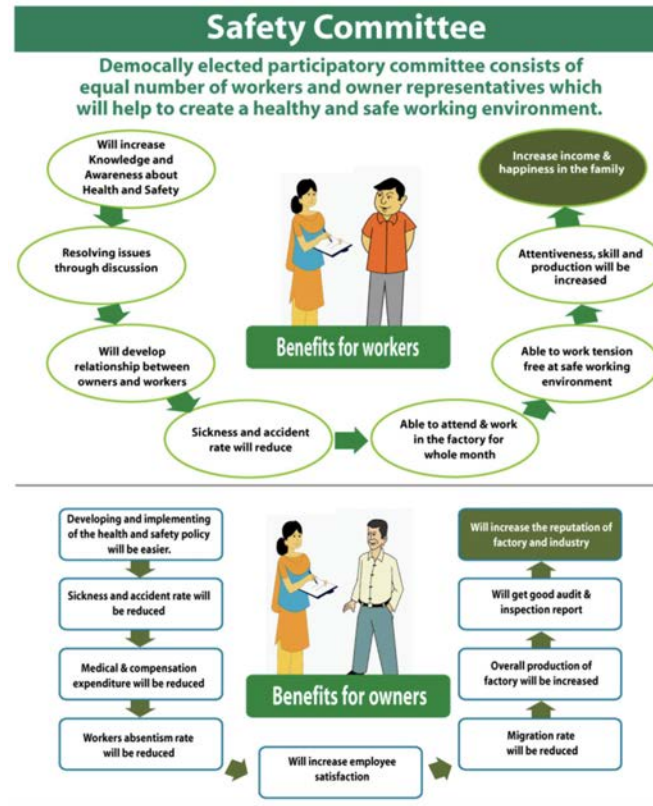 Safety Committee
Democally elected participatory committee consists of
equal number of workers and owner representatives which
will help to create a healthy and safe working environment.
Will increase
Knowledge and
Awareness about
Health and Safety
Resolving issues
through discussion
Will develop
relationship between
owners and workers
Sickness and accident
rate will reduce
Able to attend & work
in the factory for
whole month
Able to work tension
free at safe working
environment
Attentiveness, skill and
production will be
increased
Increase income &
happiness in the family
Benefits for workers
Developing and implementing
of the health and safety policy
will be easier.
Sickness and accident rate will
be reduced
Medical & compensation
expenditure will be reduced
Workers absentism rate
will be reduced
Will increase employee
satisfaction
Migration rate
will be reduced
Overall production of
factory will be increased
Will get good audit &
inspection report
Will increase the reputation of
factory and industry
Benefits for owners